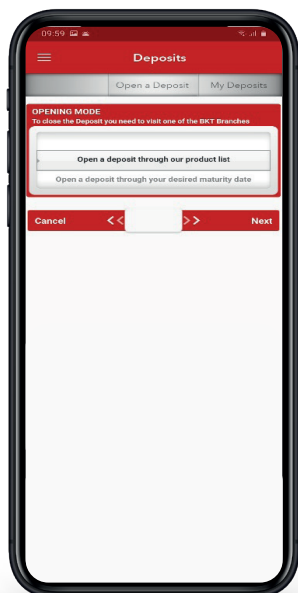 09:59
Deposits
Open a Deposit My Deposits
OPENING MODE
To close the Deposit you need to visit one of the BKT Branches
Open a deposit through our product list
Open a deposit through your desired maturity date
Cancel << >> Next